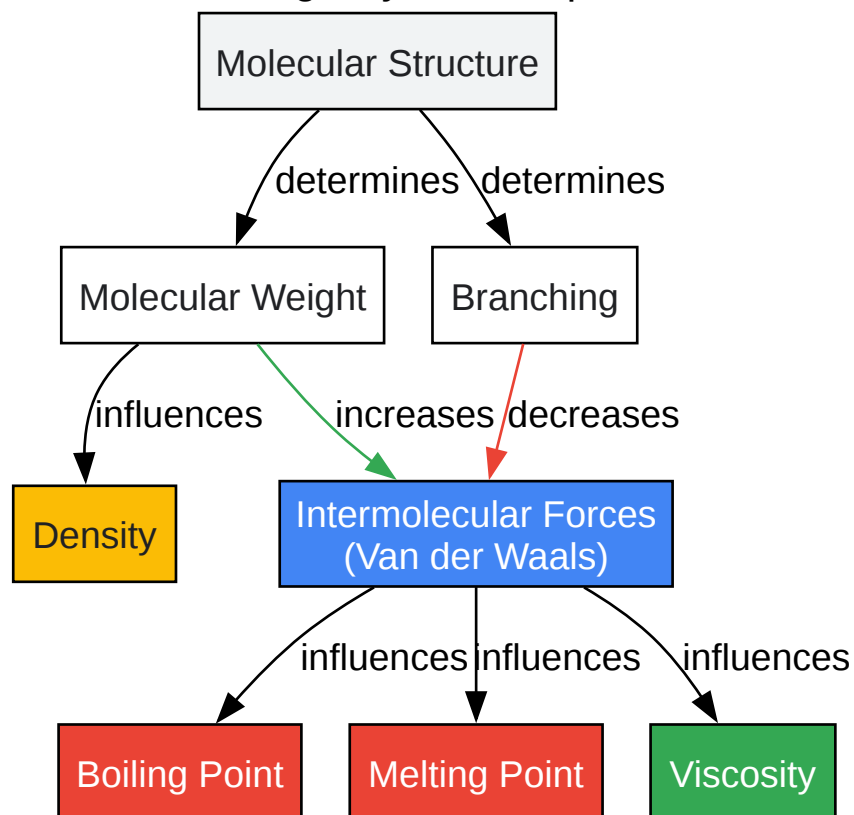 Molecular Structure
determines
determines
Molecular Weight
Branching
influences
increases
decreases
Density
Intermolecular Forces
(Van der Waals)
influences
influences
influences
Boiling Point
Melting Point
Viscosity